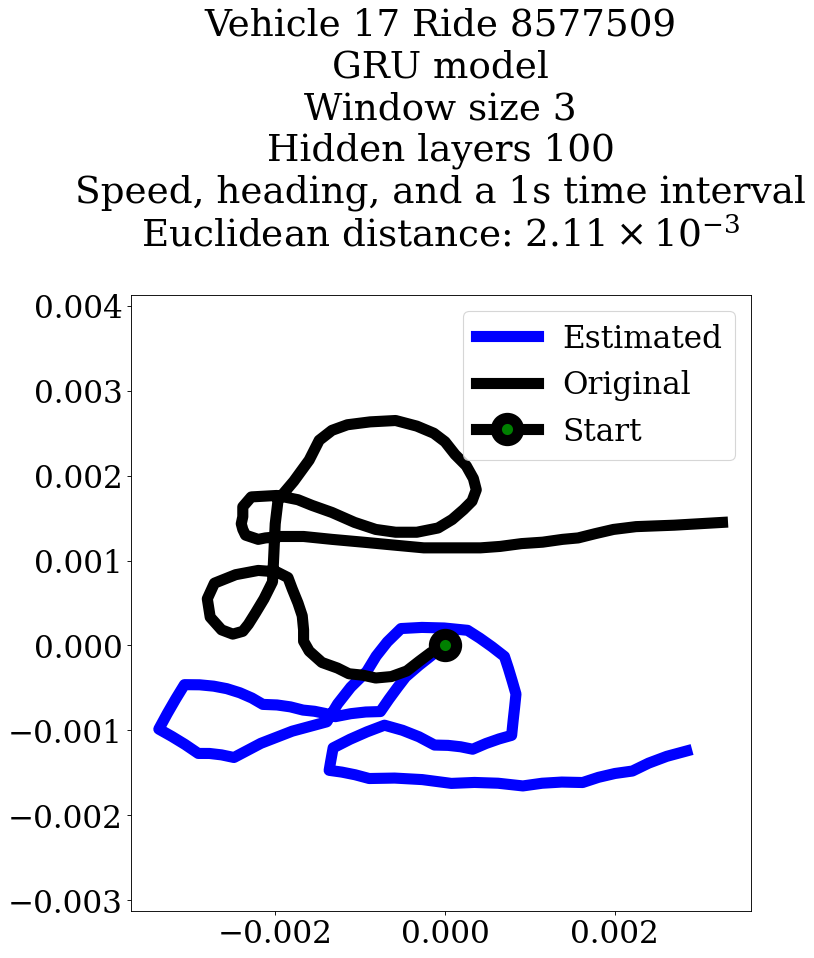 Vehicle 17 Ride 8577509
GRU model
Window size 3
Hidden layers 100
Speed, heading, and a 1s time interval
Euclidean distance: 2.11 × 10⁻³
Estimated
Original
Start
0.004
0.003
0.002
0.001
0.000
−0.001
−0.002
−0.003
−0.002 0.000 0.002